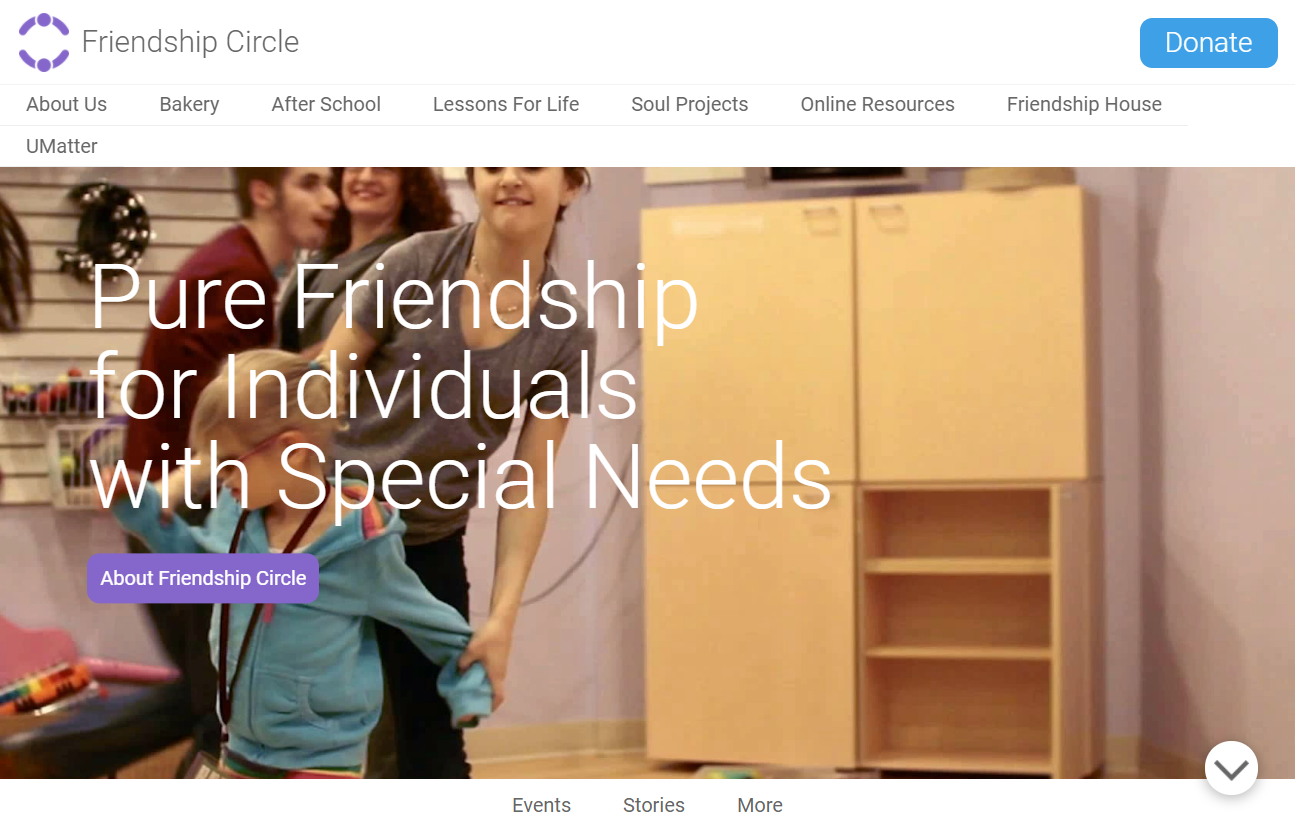 Friendship Circle
Donate
About Us Bakery After School Lessons For Life Soul Projects Online Resources Friendship House
UMatter
Pure Friendship
for Individuals
with Special Needs
About Friendship Circle
Events Stories More